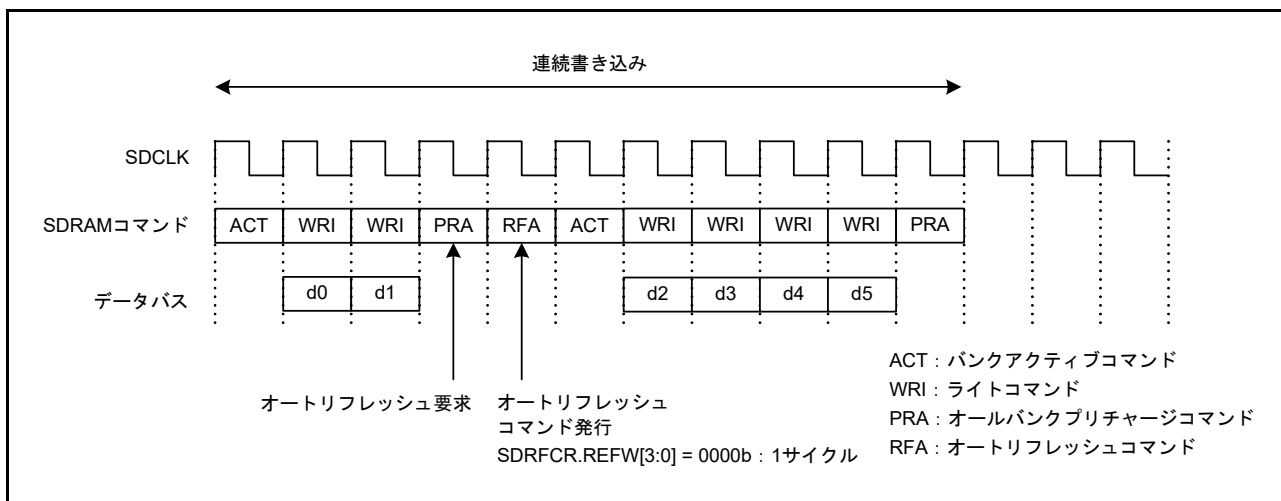 連続書き込み
SDCLK
SDRAMコマンド ACT WRI WRI PRA RFA ACT WRI WRI WRI WRI PRA
データバス d0 d1 d2 d3 d4 d5
オートリフレッシュ要求
オートリフレッシュ
コマンド発行
SDRFCR.REFW[3:0] = 0000b：1サイクル
ACT：バンクアクティブコマンド
WRI：ライトコマンド
PRA：オールバンクプリチャージコマンド
RFA：オートリフレッシュコマンド